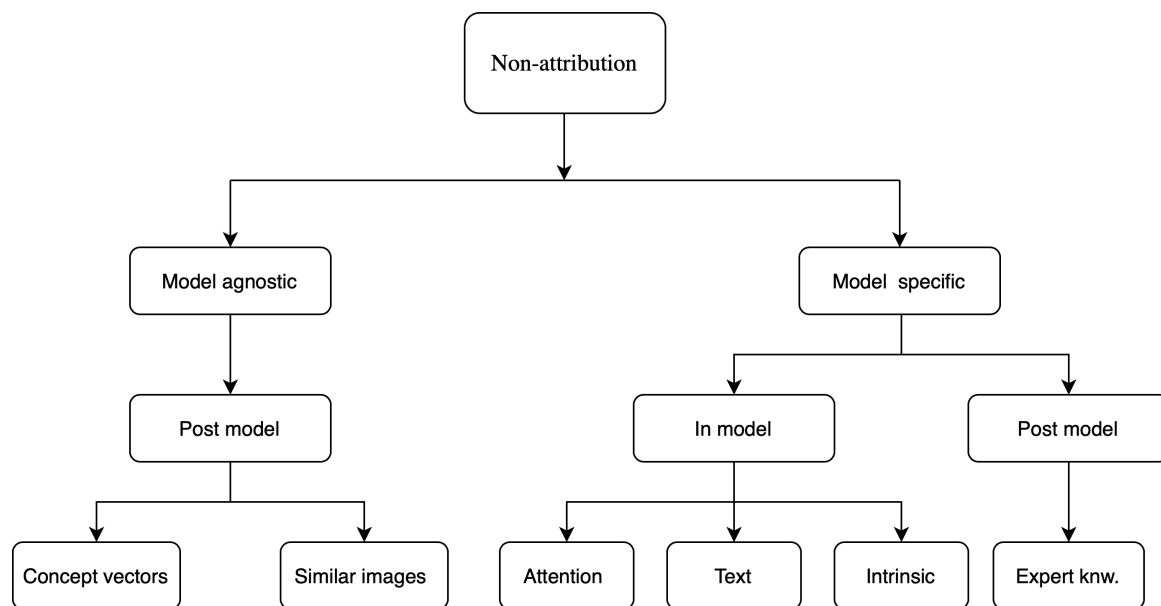 Non-attribution
Model agnostic
Model  specific
Post model
In model
Post model
Concept vectors
Similar images
Attention
Text
Intrinsic
Expert knw.